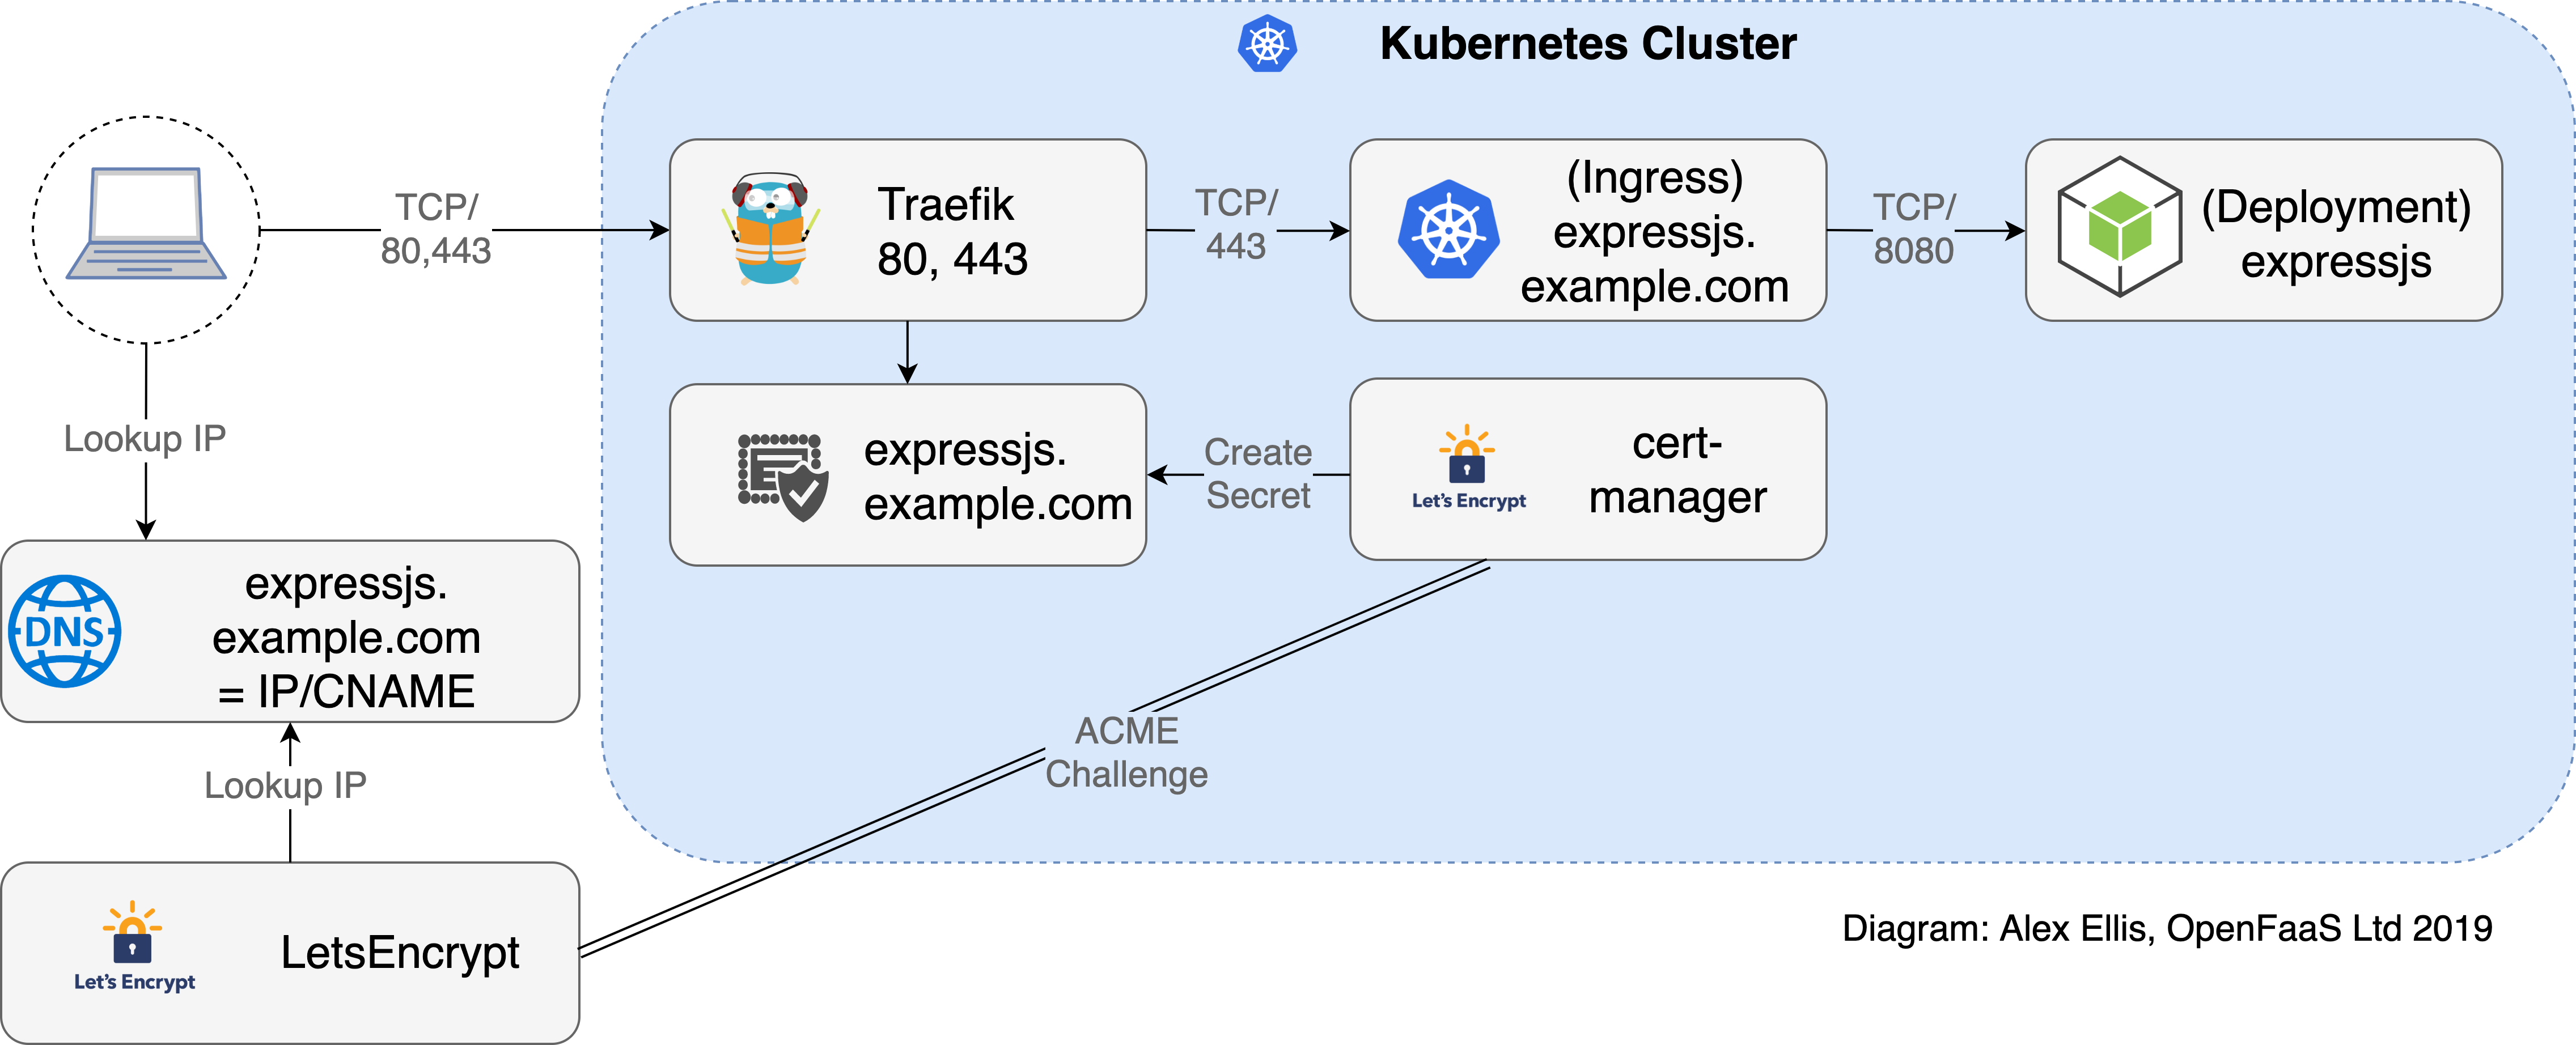 Kubernetes Cluster
TCP/
80,443
Traefik
80, 443
TCP/
443
(Ingress)
expressjs.
example.com
TCP/
8080
(Deployment)
expressjs
Lookup IP
expressjs.
example.com
Create
Secret
Let's Encrypt
cert-
manager
DNS
expressjs.
example.com
= IP/CNAME
ACME
Challenge
Lookup IP
Let's Encrypt
LetsEncrypt
Diagram: Alex Ellis, OpenFaaS Ltd 2019